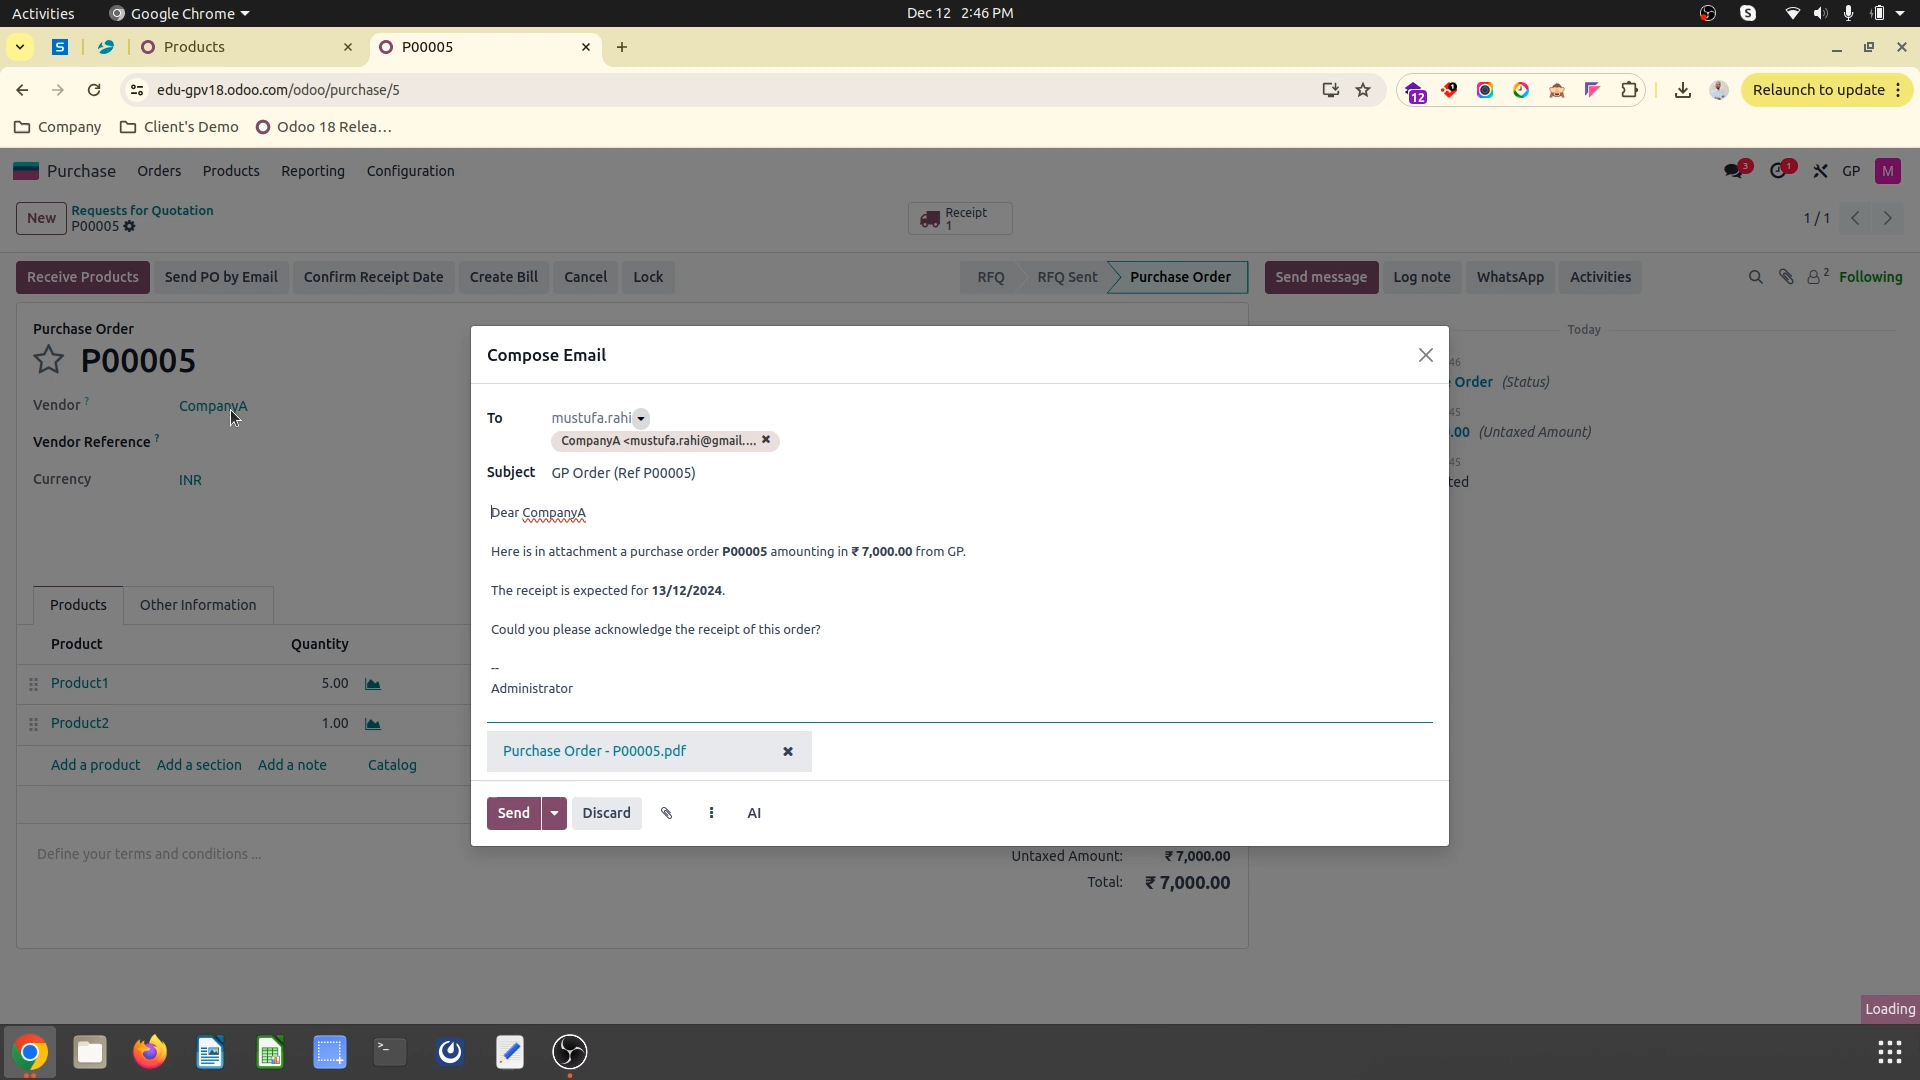 Activities
Google Chrome
Dec 12 2:46 PM
S
S
Products
P00005
edu-gpv18.odoo.com/odoo/purchase/5
12
Relaunch to update
Company
Client's Demo
Odoo 18 Relea...
Purchase
Orders
Products
Reporting
Configuration
3
1
GP
M
New
Requests for Quotation
P00005
Receipt
1
1 / 1
Receive Products
Send PO by Email
Confirm Receipt Date
Create Bill
Cancel
Lock
RFQ
RFQ Sent
Purchase Order
Send message
Log note
WhatsApp
Activities
2
Following
Purchase Order
P00005
Vendor ?
CompanyA
Vendor Reference ?
Currency
INR
Today
46
Order (Status)
45
.00 (Untaxed Amount)
45
ted
Compose Email
To
mustufa.rahi
CompanyA <mustufa.rahi@gmail....
Subject
GP Order (Ref P00005)
Dear CompanyA
Here is in attachment a purchase order P00005 amounting in ₹ 7,000.00 from GP.
The receipt is expected for 13/12/2024.
Could you please acknowledge the receipt of this order?
--
Administrator
Purchase Order - P00005.pdf
Send
Discard
AI
Products
Other Information
Product
Quantity
Product1
5.00
Product2
1.00
Add a product
Add a section
Add a note
Catalog
Define your terms and conditions ...
Untaxed Amount:
₹ 7,000.00
Total:
₹ 7,000.00
Loading